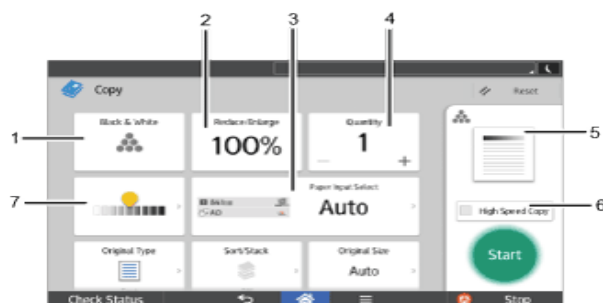 2
3
4
Copy
Reset
1
Black & White
Reduce/Enlarge
100%
Quantity
1
5
7
Paper Input Select
Auto
6
High Speed Copy
Original Type
Sort/Stack
Original Size
Auto
Start
Check Status
Stop